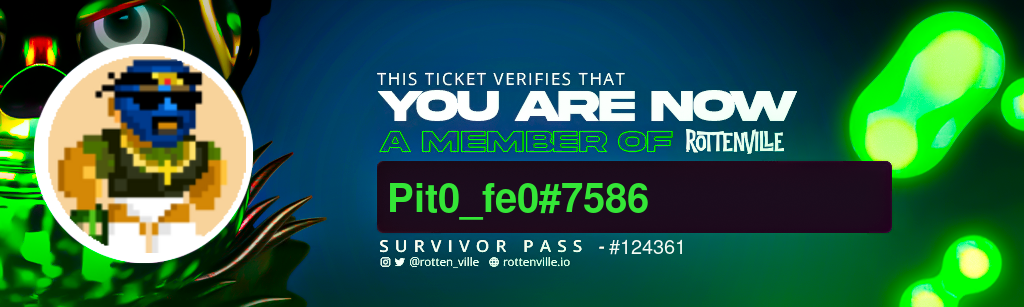 THIS TICKET VERIFIES THAT
YOU ARE NOW
A MEMBER OF ROTTENVILLE
Pit0_fe0#7586
SURVIVOR PASS - #124361
@rotten_ville rottenville.io